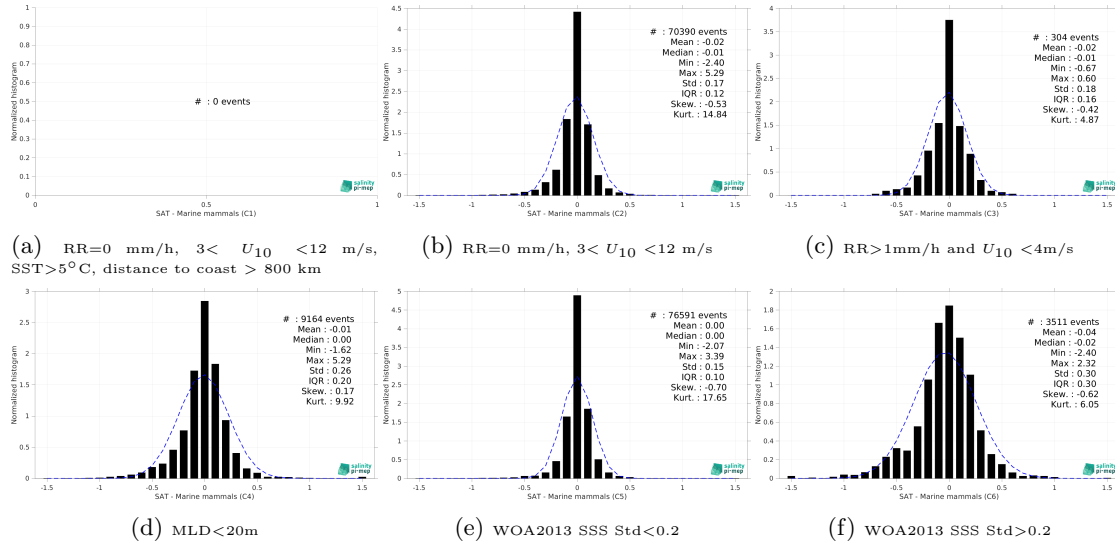 1
0.9
0.8
0.7
0.6
0.5
0.4
0.3
0.2
0.1
0
Normalized histogram
# : 0 events
0 0.5 1
SAT - Marine mammals (C1)
salinity
pi-mep
(a) RR=0 mm/h, 3< U10 <12 m/s,
SST>5°C, distance to coast > 800 km
4.5
4
3.5
3
2.5
2
1.5
1
0.5
0
Normalized histogram
# : 70390 events
Mean : -0.02
Median : -0.01
Min : -2.40
Max : 5.29
Std : 0.17
IQR : 0.12
Skew. : -0.53
Kurt. : 14.84
-1.5 -1 -0.5 0 0.5 1 1.5
SAT - Marine mammals (C2)
salinity
pi-mep
(b) RR=0 mm/h, 3< U10 <12 m/s
4
3.5
3
2.5
2
1.5
1
0.5
0
Normalized histogram
# : 304 events
Mean : -0.02
Median : -0.01
Min : -0.67
Max : 0.60
Std : 0.18
IQR : 0.16
Skew. : -0.42
Kurt. : 4.87
-1.5 -1 -0.5 0 0.5 1 1.5
SAT - Marine mammals (C3)
salinity
pi-mep
(c) RR>1mm/h and U10 <4m/s
3
2.5
2
1.5
1
0.5
0
Normalized histogram
# : 9164 events
Mean : -0.01
Median : 0.00
Min : -1.62
Max : 5.29
Std : 0.26
IQR : 0.20
Skew. : 0.17
Kurt. : 9.92
-1.5 -1 -0.5 0 0.5 1 1.5
SAT - Marine mammals (C4)
salinity
pi-mep
(d) MLD<20m
5
4.5
4
3.5
3
2.5
2
1.5
1
0.5
0
Normalized histogram
# : 76591 events
Mean : 0.00
Median : 0.00
Min : -2.07
Max : 3.39
Std : 0.15
IQR : 0.10
Skew. : -0.70
Kurt. : 17.65
-1.5 -1 -0.5 0 0.5 1 1.5
SAT - Marine mammals (C5)
salinity
pi-mep
(e) WOA2013 SSS Std<0.2
2
1.8
1.6
1.4
1.2
1
0.8
0.6
0.4
0.2
0
Normalized histogram
# : 3511 events
Mean : -0.04
Median : -0.02
Min : -2.40
Max : 2.32
Std : 0.30
IQR : 0.30
Skew. : -0.62
Kurt. : 6.05
-1.5 -1 -0.5 0 0.5 1 1.5
SAT - Marine mammals (C6)
salinity
pi-mep
(f) WOA2013 SSS Std>0.2